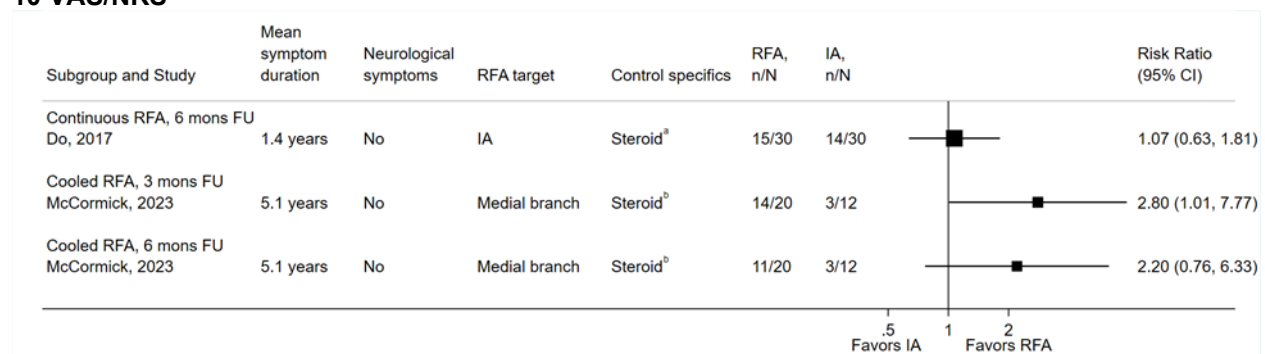 10 VAS/NRS
Mean symptom duration
Neurological symptoms
RFA, n/N
IA, n/N
Risk Ratio (95% CI)
Subgroup and Study
RFA target
Control specifics
Continuous RFA, 6 mons FU
Do, 2017 1.4 years No IA Steroidᵃ 15/30 14/30 1.07 (0.63, 1.81)
Cooled RFA, 3 mons FU
McCormick, 2023 5.1 years No Medial branch Steroidᵇ 14/20 3/12 2.80 (1.01, 7.77)
Cooled RFA, 6 mons FU
McCormick, 2023 5.1 years No Medial branch Steroidᵇ 11/20 3/12 2.20 (0.76, 6.33)
.5 1 2
Favors IA Favors RFA